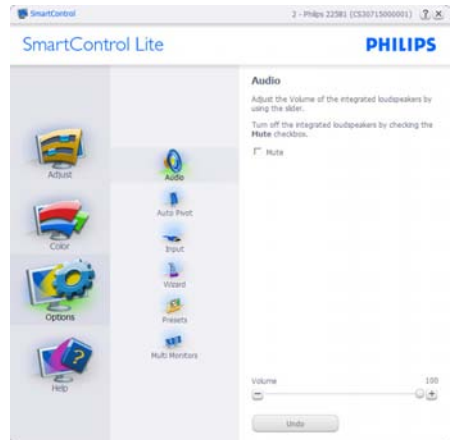 SmartControl
2 - Philips 225B1 (CS30715000001)
?
SmartControl Lite
PHILIPS
Adjust
Color
Options
Help
Audio
Auto Pivot
Input
Wizard
Presets
Multi Monitors
Audio
Adjust the Volume of the integrated loudspeakers by
using the slider.
Turn off the integrated loudspeakers by checking the
Mute checkbox.
Mute
Volume
100
Undo